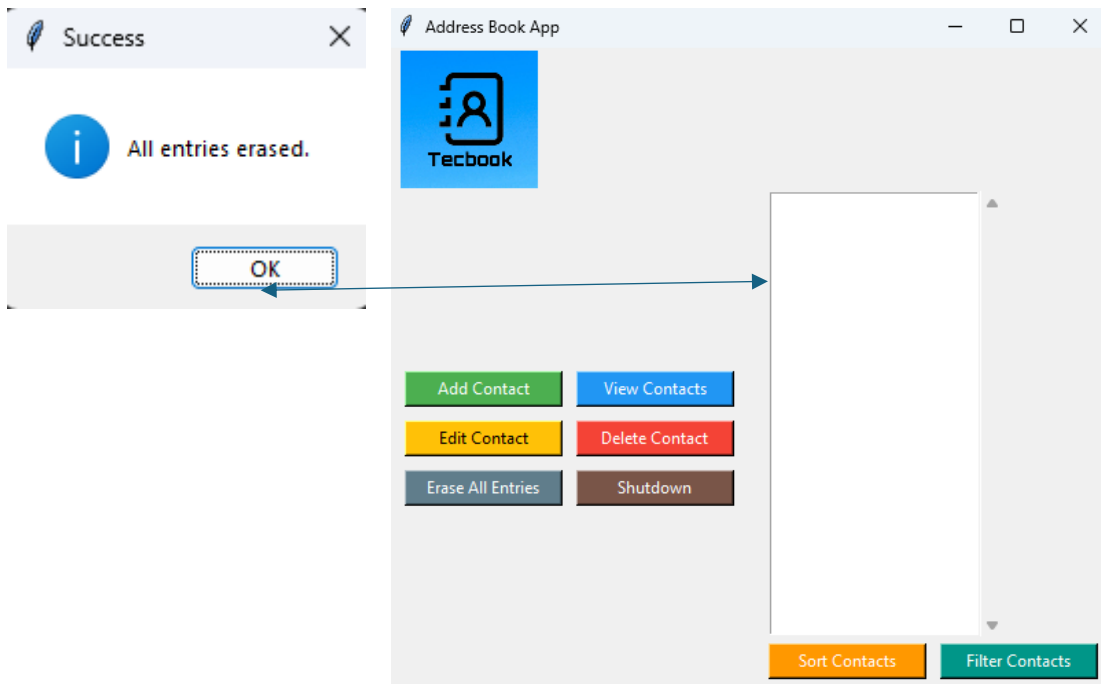 Success
All entries erased.
OK
Address Book App
Tecbook
Add Contact
View Contacts
Edit Contact
Delete Contact
Erase All Entries
Shutdown
Sort Contacts
Filter Contacts